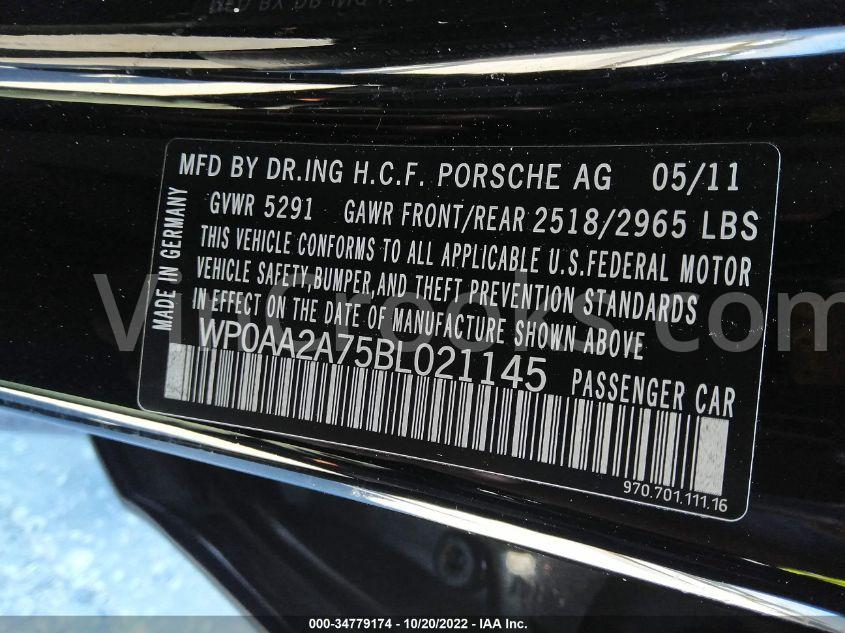 MFD BY DR.ING H.C.F. PORSCHE AG 05/11
GVWR 5291 GAWR FRONT/REAR 2518/2965 LBS
THIS VEHICLE CONFORMS TO ALL APPLICABLE U.S.FEDERAL MOTOR
VEHICLE SAFETY,BUMPER,AND THEFT PREVENTION STANDARDS
IN EFFECT ON THE DATE OF MANUFACTURE SHOWN ABOVE
WP0AA2A75BL021145 PASSENGER CAR
MADE IN GERMANY
970.701.111.16
000-34779174 - 10/20/2022 - IAA Inc.